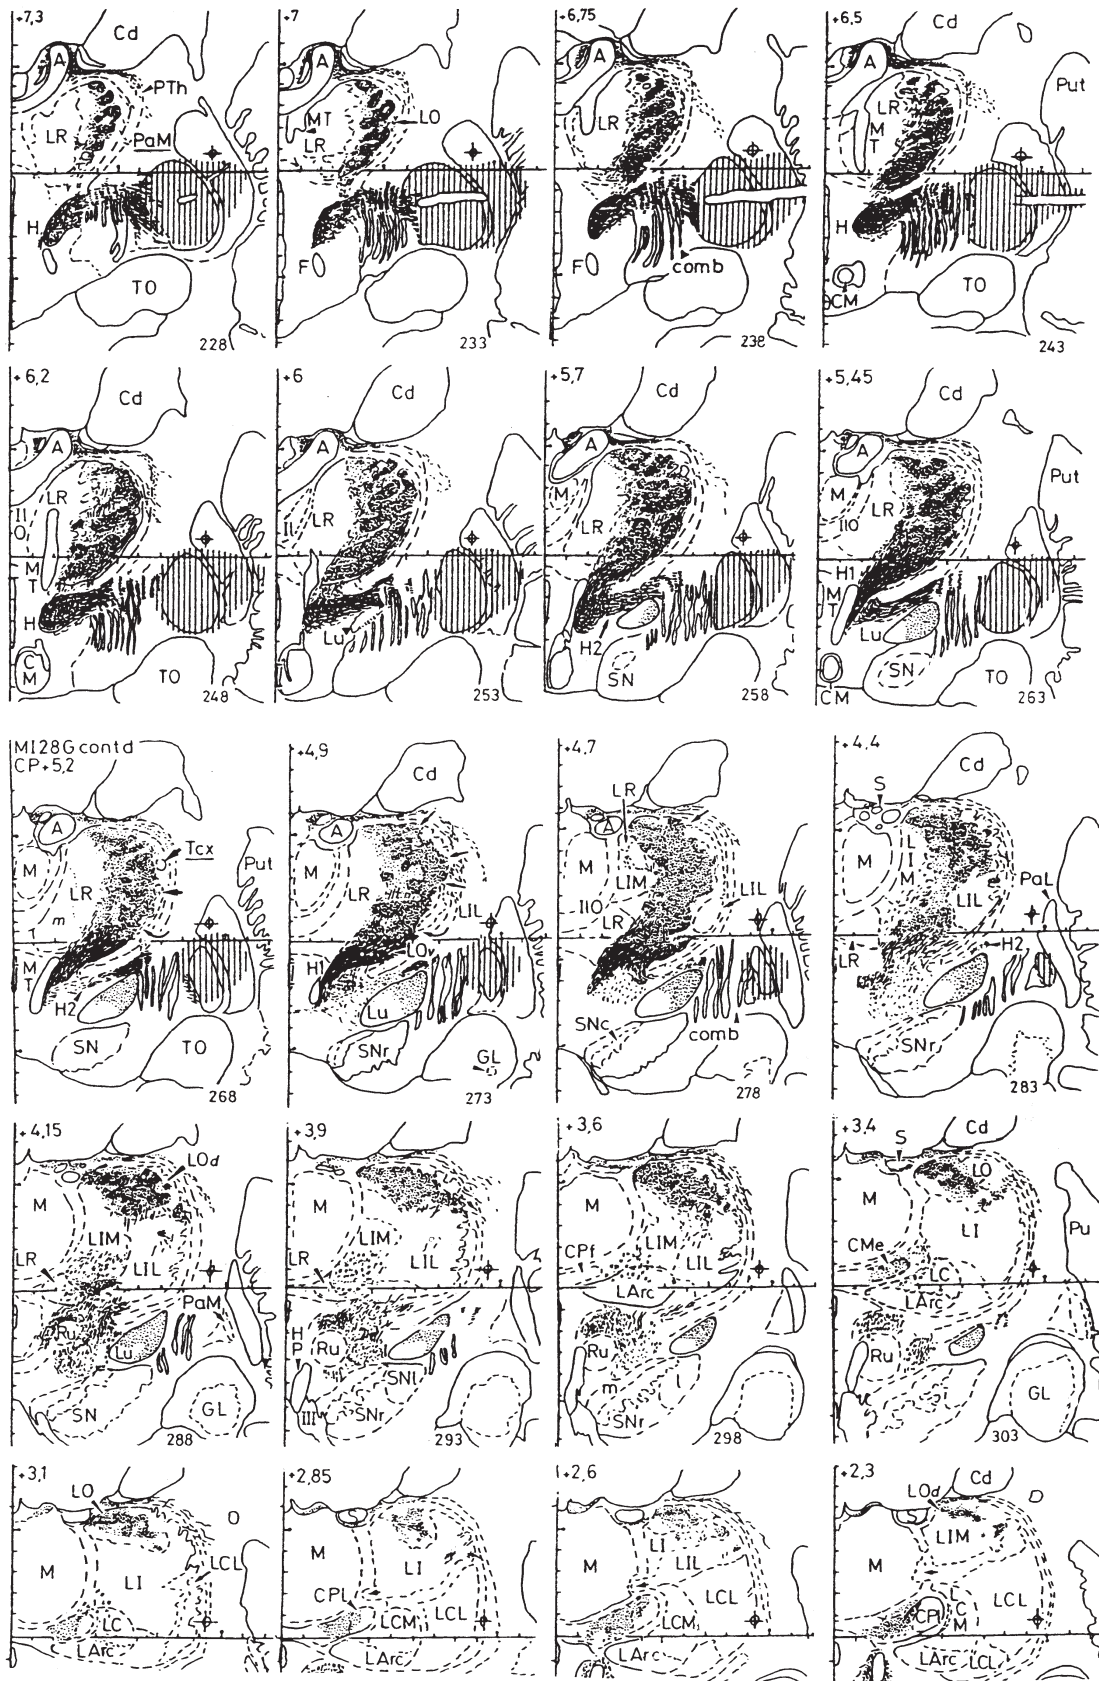 +7,3
Cd
A
PTh
LR
PaM
H
TO
228
+7
A
MT
LR
LO
F
233
+6,75
A
LR
F
comb
238
+6,5
Cd
A
LR
M
T
Put
H
CM
TO
243
+6,2
Cd
A
LR
II
O
M
T
H
C
M
TO
248
+6
Cd
A
II
LR
Lu
253
+5,7
Cd
A
M
LR
IIO
H2
SN
258
+5,45
A
M
Put
IIO
LR
H1
M
T
Lu
SN
TO
CM
263
MI28G contd
CP+5,2
A
Tcx
M
LR
Put
m
M
T
H2
SN
TO
268
+4,9
Cd
A
M
LR
LIL
LO
H1
Lu
SNr
GL
273
+4,7
LR
A
M
LIM
IIO
LIL
LR
SNc
comb
278
+4,4
S
Cd
M
L
I
M
PaL
LIL
H2
LR
SNr
283
+4,15
LOd
M
LIM
LR
LIL
PaM
Ru
Lu
SN
GL
288
+3,9
M
LIM
LIL
LR
H
P
Ru
SNl
III
SNr
293
+3,6
M
LIM
CPf
LIL
LArc
Ru
m
l
SNr
298
+3,4
S
Cd
LO
M
LI
Pu
CMe
LC
LArc
Ru
GL
303
+3,1
LO
M
LI
LCL
LC
LArc
+2,85
S
M
LI
CPL
LCM
LCL
LArc
+2,6
M
LI
LIL
LCL
LArc
+2,3
Cd
LOd
S
LIM
M
LCL
CPl
C
M
LArc
LCL